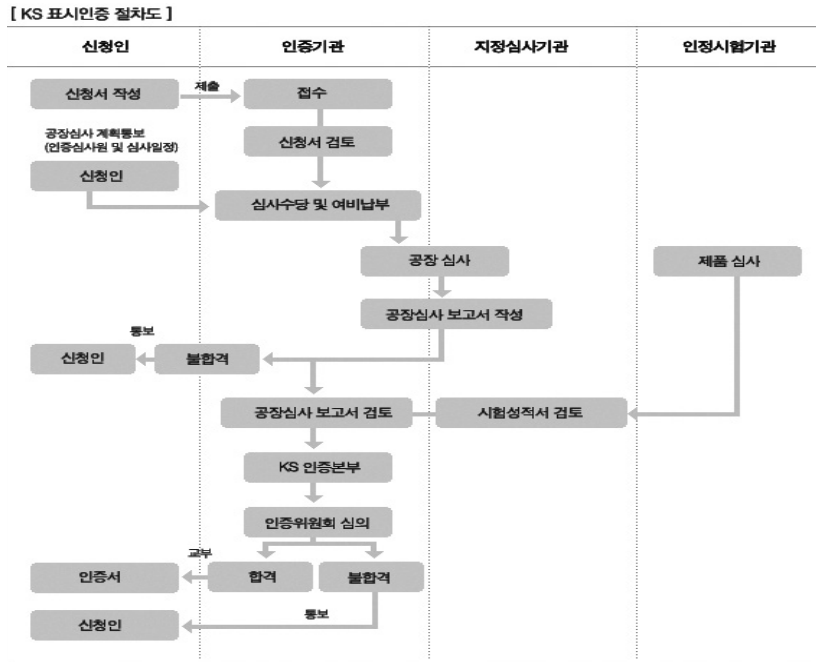 [ KS 표시인증 절차도 ]
신청인
인증기관
지정심사기관
인정시험기관
신청서 작성
제출
접수
공장심사 계획통보
(인증심사원 및 심사일정)
신청서 검토
신청인
심사수당 및 여비납부
공장 심사
제품 심사
공장심사 보고서 작성
통보
신청인
불합격
공장심사 보고서 검토
시험성적서 검토
KS 인증본부
인증위원회 심의
교부
인증서
합격
불합격
통보
신청인